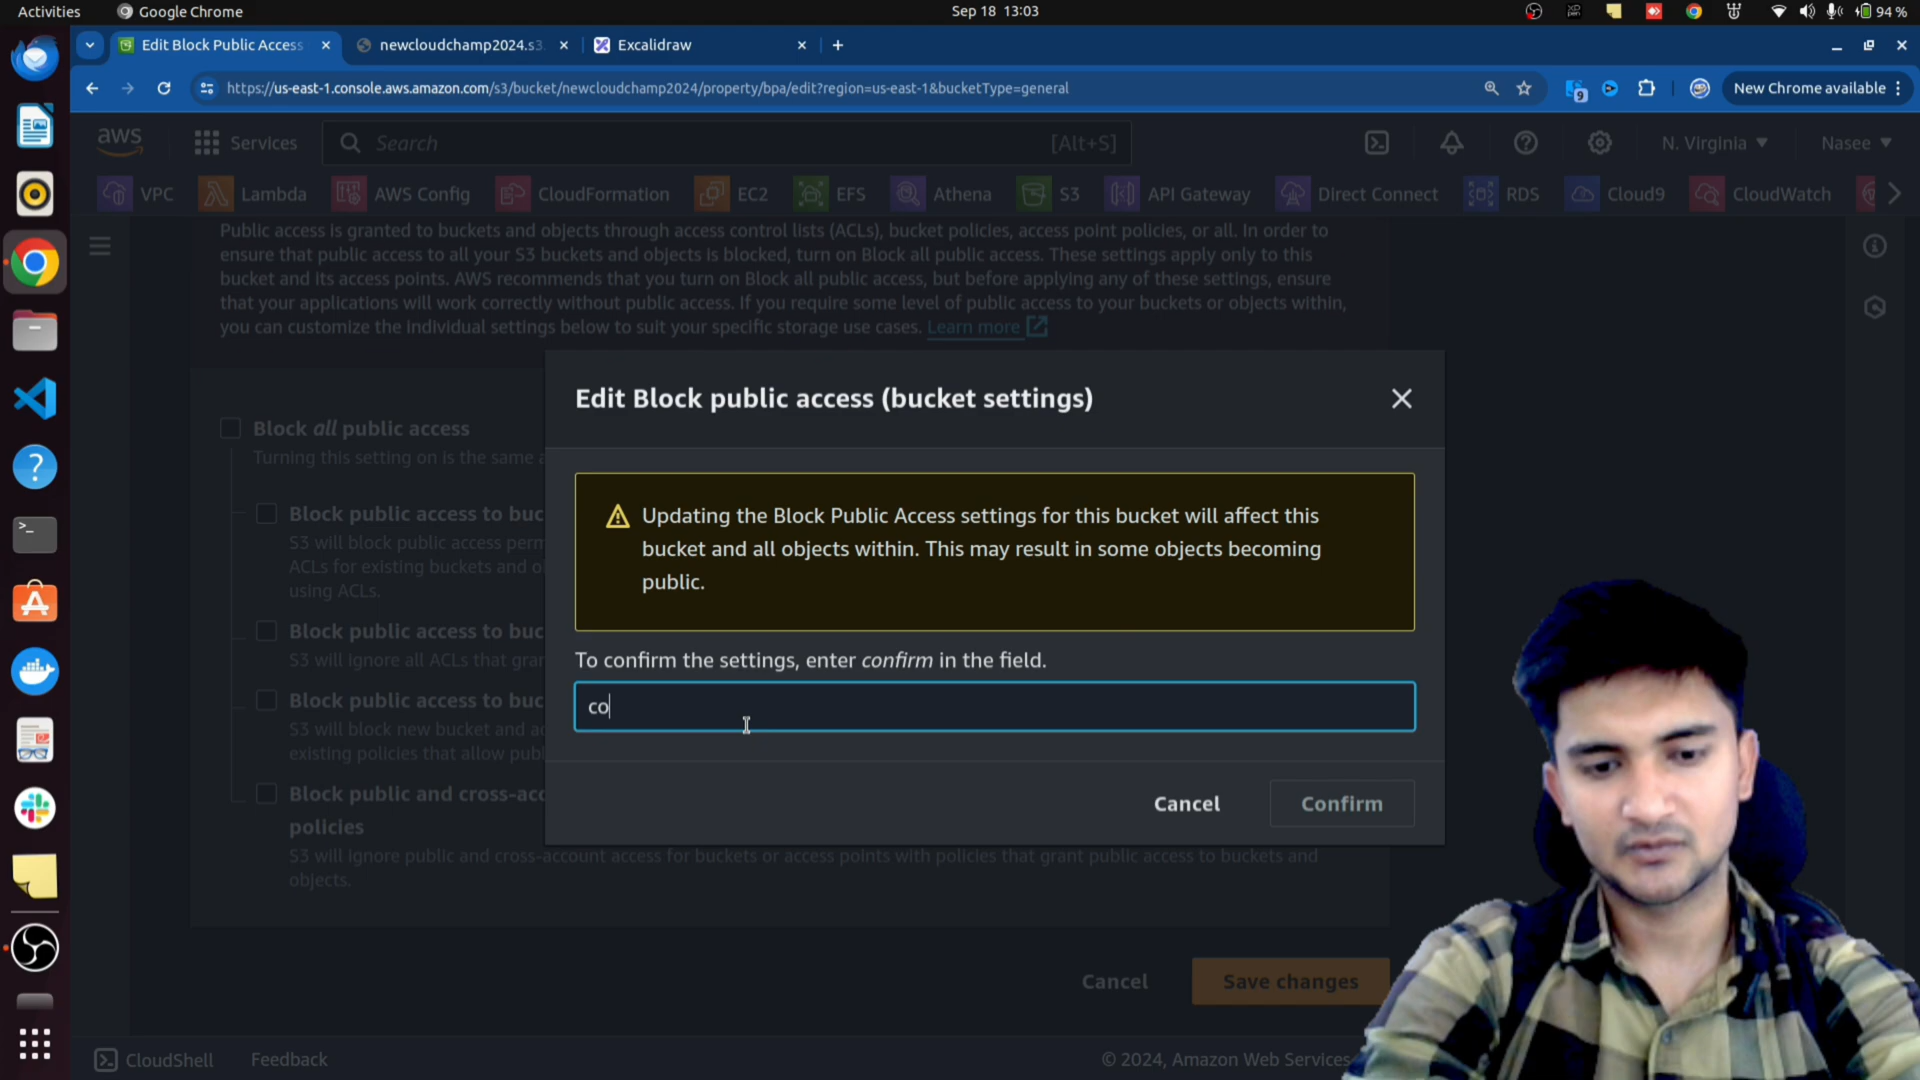 Activities
Google Chrome
Sep 18 13:03
94 %
Edit Block Public Access
newcloudchamp2024.s3.
Excalidraw
https://us-east-1.console.aws.amazon.com/s3/bucket/newcloudchamp2024/property/bpa/edit?region=us-east-1&bucketType=general
9
New Chrome available
aws
Services
Search
[Alt+S]
N. Virginia
Nasee
VPC
Lambda
AWS Config
CloudFormation
EC2
EFS
Athena
S3
API Gateway
Direct Connect
RDS
Cloud9
CloudWatch
Public access is granted to buckets and objects through access control lists (ACLs), bucket policies, access point policies, or all. In order to
ensure that public access to all your S3 buckets and objects is blocked, turn on Block all public access. These settings apply only to this
bucket and its access points. AWS recommends that you turn on Block all public access, but before applying any of these settings, ensure
that your applications will work correctly without public access. If you require some level of public access to your buckets or objects within,
you can customize the individual settings below to suit your specific storage use cases. Learn more
Block all public access
Turning this setting on is the same a
Block public access to buc
S3 will block public access perm
ACLs for existing buckets and o
using ACLs.
Block public access to buc
S3 will ignore all ACLs that gran
Block public access to buc
S3 will block new bucket and ac
existing policies that allow publ
Block public and cross-acc
policies
S3 will ignore public and cross-account access for buckets or access points with policies that grant public access to buckets and
objects.
Edit Block public access (bucket settings)
Updating the Block Public Access settings for this bucket will affect this
bucket and all objects within. This may result in some objects becoming
public.
To confirm the settings, enter confirm in the field.
co
Cancel
Confirm
Cancel
Save changes
CloudShell
Feedback
© 2024, Amazon Web Services